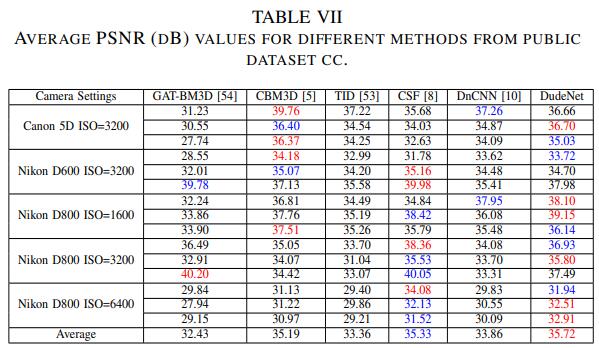 TABLE VII
AVERAGE PSNR (DB) VALUES FOR DIFFERENT METHODS FROM PUBLIC
DATASET CC.
Camera Settings GAT-BM3D [54] CBM3D [5] TID [53] CSF [8] DnCNN [10] DudeNet
Canon 5D ISO=3200 31.23 39.76 37.22 35.68 37.26 36.66
30.55 36.40 34.54 34.03 34.87 36.70
27.74 36.37 34.25 32.63 34.09 35.03
Nikon D600 ISO=3200 28.55 34.18 32.99 31.78 33.62 33.72
32.01 35.07 34.20 35.16 34.48 34.70
39.78 37.13 35.58 39.98 35.41 37.98
Nikon D800 ISO=1600 32.24 36.81 34.49 34.84 37.95 38.10
33.86 37.76 35.19 38.42 36.08 39.15
33.90 37.51 35.26 35.79 35.48 36.14
Nikon D800 ISO=3200 36.49 35.05 33.70 38.36 34.08 36.93
32.91 34.07 31.04 35.53 33.70 35.80
40.20 34.42 33.07 40.05 33.31 37.49
Nikon D800 ISO=6400 29.84 31.13 29.40 34.08 29.83 31.94
27.94 31.22 29.86 32.13 30.55 32.51
29.15 30.97 29.21 31.52 30.09 32.91
Average 32.43 35.19 33.36 35.33 33.86 35.72